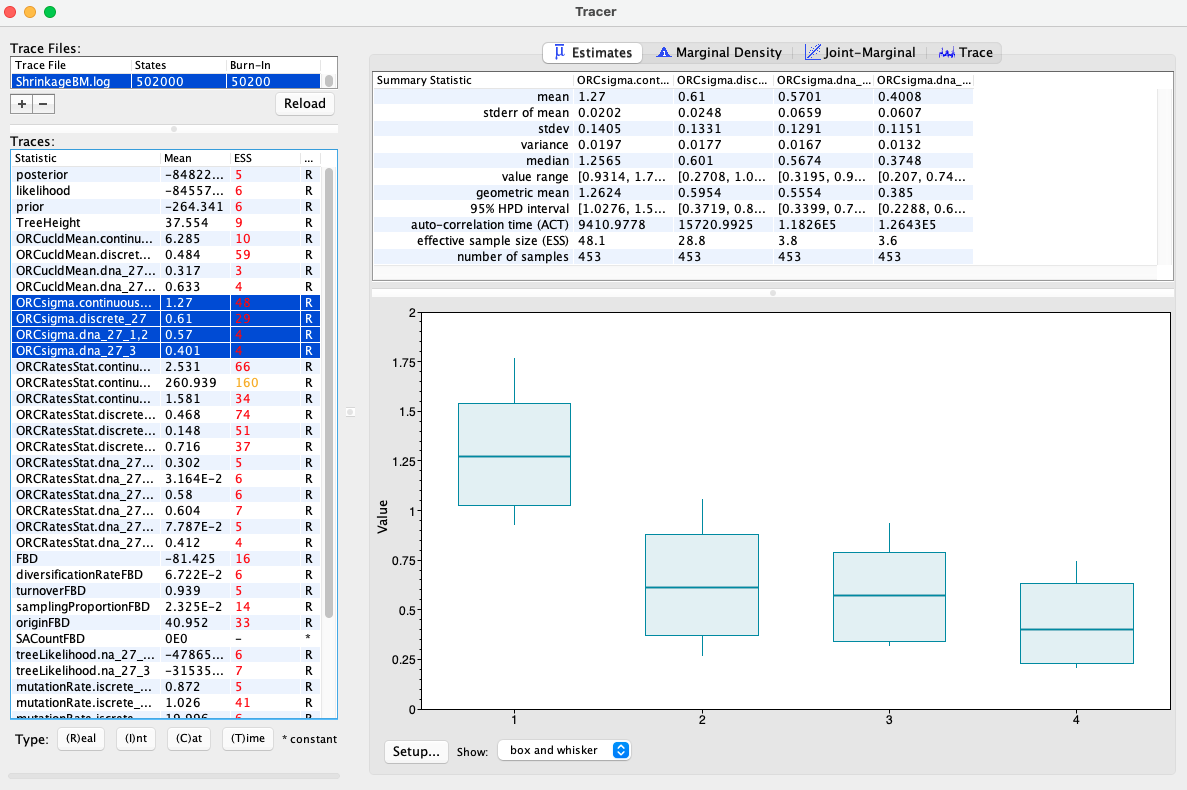 Tracer
Trace Files:
Trace File States Burn-In
ShrinkageBM.log 502000 50200
+ − Reload
Traces:
Statistic Mean ESS ...
posterior -84822... 5 R
likelihood -84557... 6 R
prior -264.341 6 R
TreeHeight 37.554 9 R
ORCucldMean.continu... 6.285 10 R
ORCucldMean.discret... 0.484 59 R
ORCucldMean.dna_27... 0.317 3 R
ORCucldMean.dna_27... 0.633 4 R
ORCsigma.continuous... 1.27 48 R
ORCsigma.discrete_27 0.61 29 R
ORCsigma.dna_27_1,2 0.57 4 R
ORCsigma.dna_27_3 0.401 4 R
ORCRatesStat.continu... 2.531 66 R
ORCRatesStat.continu... 260.939 160 R
ORCRatesStat.continu... 1.581 34 R
ORCRatesStat.discrete... 0.468 74 R
ORCRatesStat.discrete... 0.148 51 R
ORCRatesStat.discrete... 0.716 37 R
ORCRatesStat.dna_27... 0.302 5 R
ORCRatesStat.dna_27... 3.164E-2 6 R
ORCRatesStat.dna_27... 0.58 6 R
ORCRatesStat.dna_27... 0.604 7 R
ORCRatesStat.dna_27... 7.787E-2 5 R
ORCRatesStat.dna_27... 0.412 4 R
FBD -81.425 16 R
diversificationRateFBD 6.722E-2 6 R
turnoverFBD 0.939 5 R
samplingProportionFBD 2.325E-2 14 R
originFBD 40.952 33 R
SACountFBD 0E0 - *
treeLikelihood.na_27_... -47865... 6 R
treeLikelihood.na_27_3 -31535... 7 R
mutationRate.iscrete_... 0.872 5 R
mutationRate.iscrete_... 1.026 41 R
mutationRate.iscrete_... 19.996 6 R
Type: (R)eal (I)nt (C)at (T)ime * constant
Estimates Marginal Density Joint-Marginal Trace
Summary Statistic ORCsigma.cont... ORCsigma.disc... ORCsigma.dna_... ORCsigma.dna_...
mean 1.27 0.61 0.5701 0.4008
stderr of mean 0.0202 0.0248 0.0659 0.0607
stdev 0.1405 0.1331 0.1291 0.1151
variance 0.0197 0.0177 0.0167 0.0132
median 1.2565 0.601 0.5674 0.3748
value range [0.9314, 1.7... [0.2708, 1.0... [0.3195, 0.9... [0.207, 0.74...
geometric mean 1.2624 0.5954 0.5554 0.385
95% HPD interval [1.0276, 1.5... [0.3719, 0.8... [0.3399, 0.7... [0.2288, 0.6...
auto-correlation time (ACT) 9410.9778 15720.9925 1.1826E5 1.2643E5
effective sample size (ESS) 48.1 28.8 3.8 3.6
number of samples 453 453 453 453
2
1.75
1.5
1.25
1
0.75
0.5
0.25
0
Value
1 2 3 4
Setup... Show: box and whisker